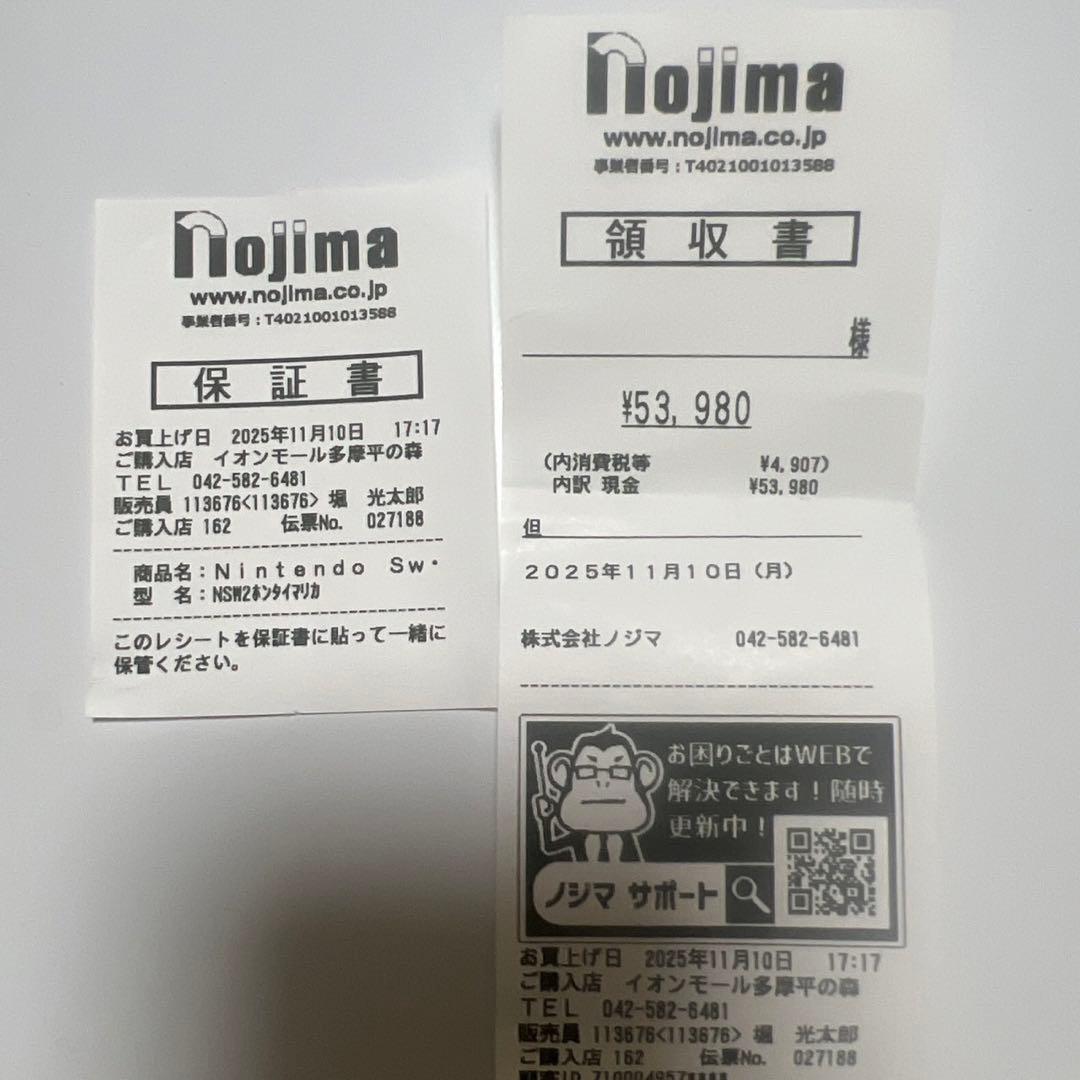 nojima
www.nojima.co.jp
事業者番号：T4021001013588
保証書
お買上げ日 2025年11月10日 17:17
ご購入店 イオンモール多摩平の森
ＴＥＬ 042-582-6481
販売員 113676<113676> 堀 光太郎
ご購入店 162 伝票No. 027188
商品名：Ｎｉｎｔｅｎｄｏ Ｓｗ・
型 名：NSW2ﾎﾝﾀｲﾏﾘｶ
このレシートを保証書に貼って一緒に
保管ください。
nojima
www.nojima.co.jp
事業者番号：T4021001013588
領収書
様
¥53,980
(内消費税等 ¥4,907)
内訳 現金 ¥53,980
但
２０２５年１１月１０日（月）
株式会社ノジマ 042-582-6481
お困りごとはWEBで
解決できます！随時
更新中！
ノジマ サポート
お買上げ日 2025年11月10日 17:17
ご購入店 イオンモール多摩平の森
ＴＥＬ 042-582-6481
販売員 113676<113676> 堀 光太郎
ご購入店 162 伝票No. 027188